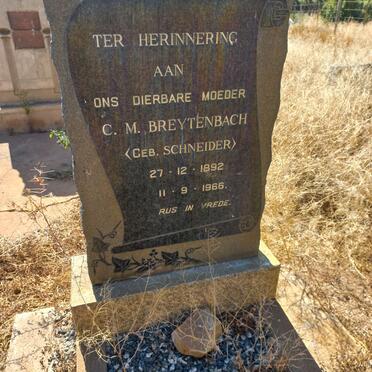 TER HERINNERING
AAN
ONS DIERBARE MOEDER
C. M. BREYTENBACH
(GEB. SCHNEIDER)
27 · 12 · 1892
11 · 9 · 1966.
RUS IN VREDE.